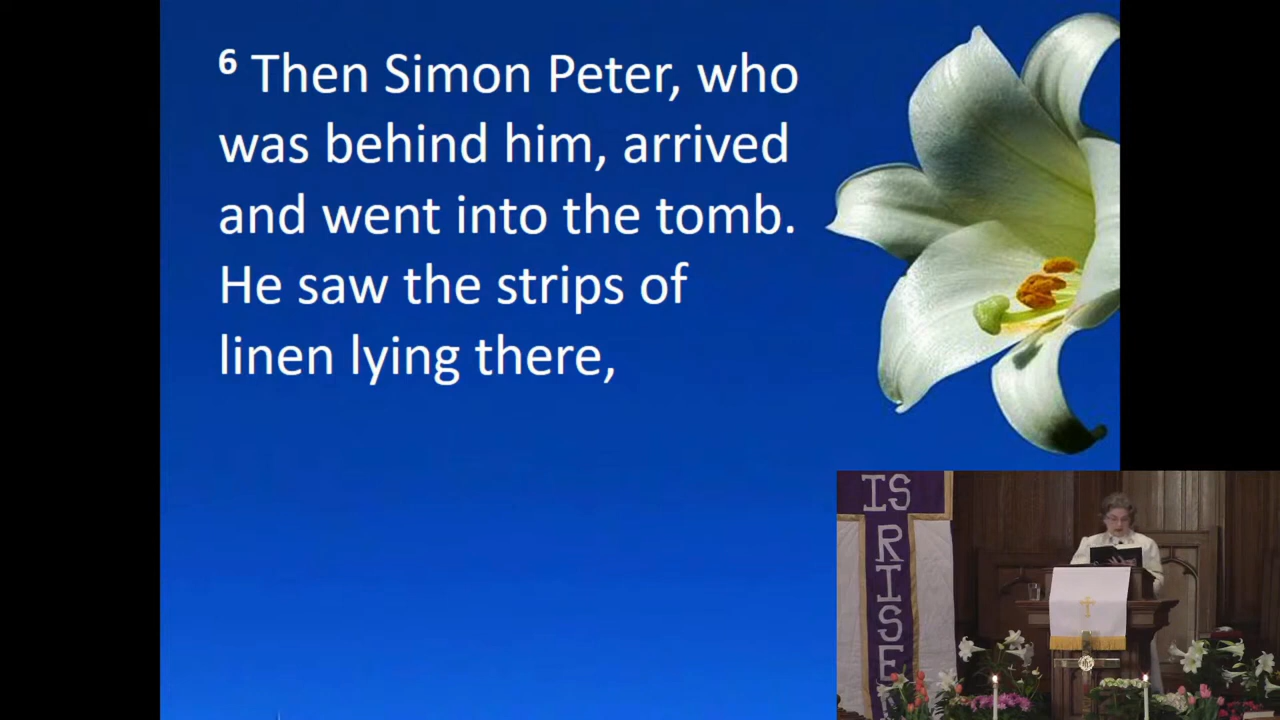 6 Then Simon Peter, who
was behind him, arrived
and went into the tomb.
He saw the strips of
linen lying there,
IS
RISE